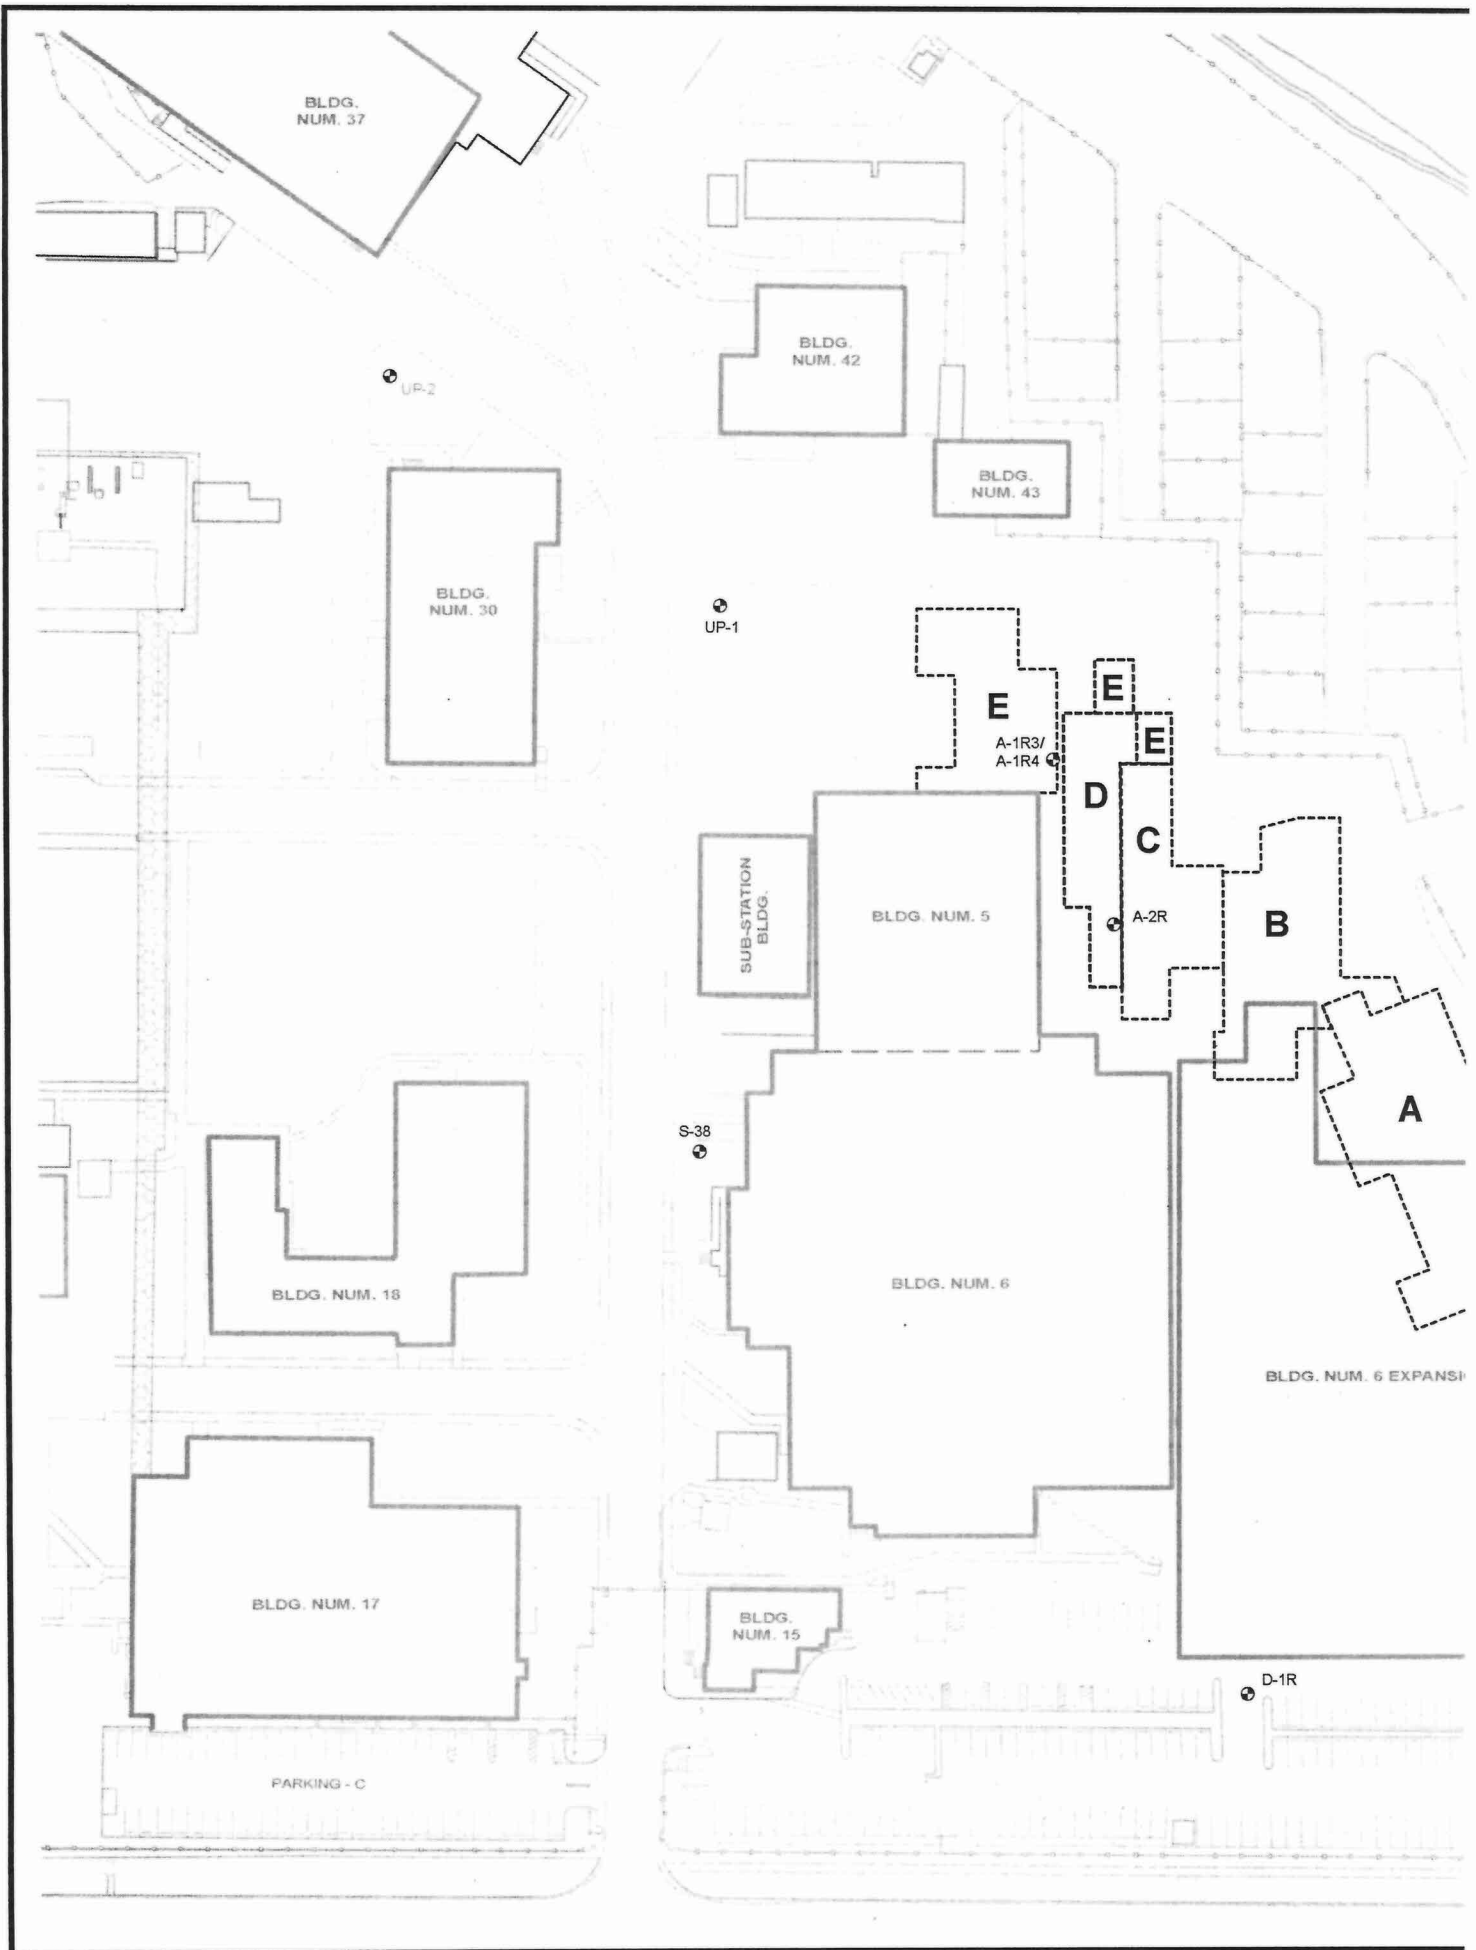 BLDG.
NUM. 37
BLDG.
NUM. 42
UP-2
BLDG.
NUM. 43
BLDG.
NUM. 30
UP-1
E
E
E
A-1R3/
A-1R4
D
C
SUB-STATION
BLDG.
BLDG. NUM. 5
A-2R
B
A
S-38
BLDG. NUM. 6
BLDG. NUM. 18
BLDG. NUM. 6 EXPANSI
BLDG. NUM. 17
BLDG.
NUM. 15
D-1R
PARKING - C